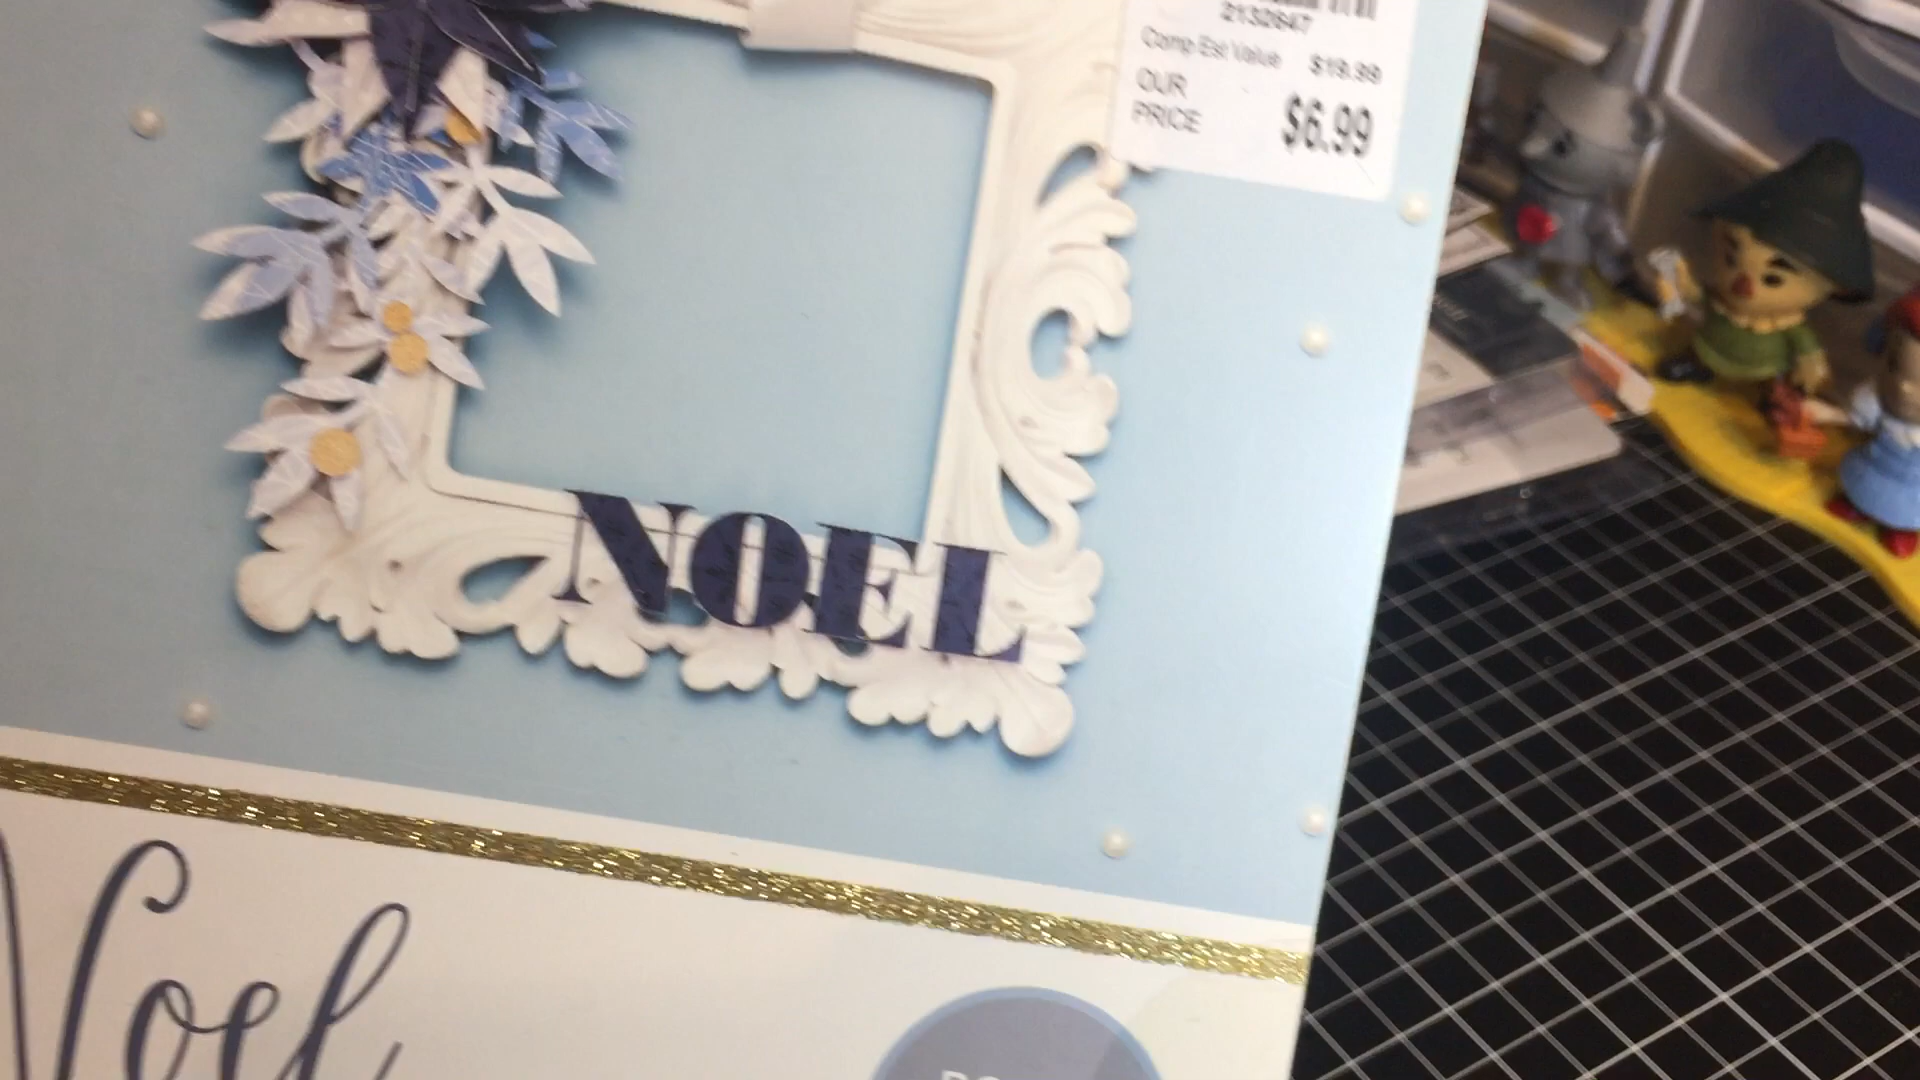 2132647
Comp Est Value $19.99
OUR
PRICE $6.99
NOEL
Noel